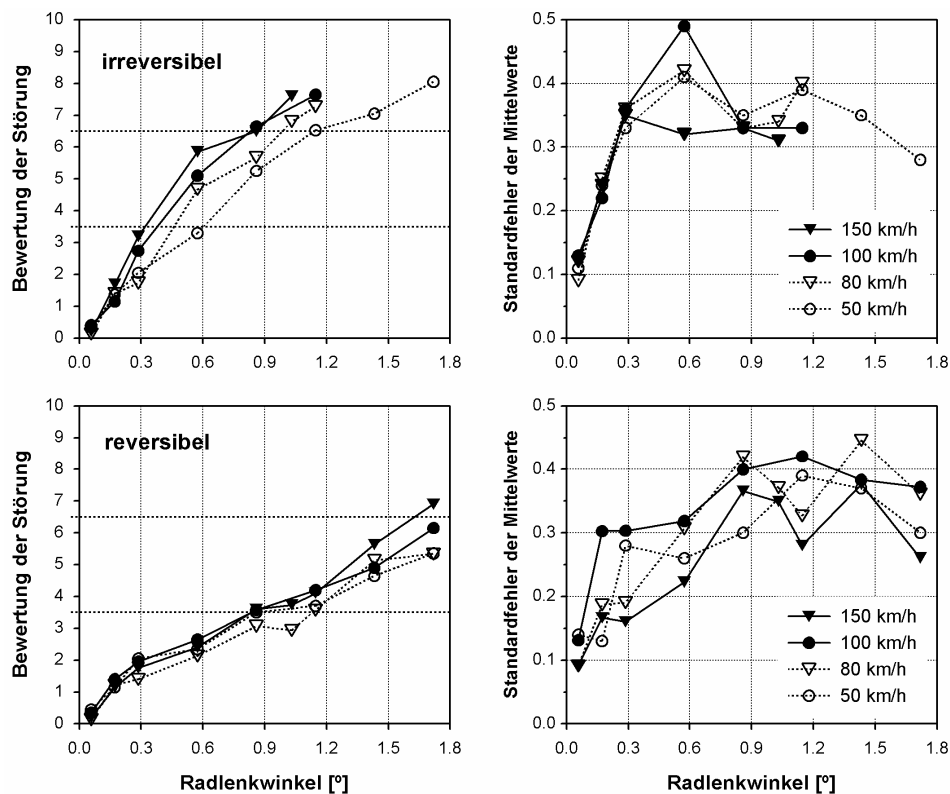 10
9
8
7
6
5
4
3
2
1
0
Bewertung der Störung
irreversibel
0.0 0.3 0.6 0.9 1.2 1.5 1.8
0.5
0.4
0.3
0.2
0.1
0.0
Standardfehler der Mittelwerte
150 km/h
100 km/h
80 km/h
50 km/h
0.0 0.3 0.6 0.9 1.2 1.5 1.8
10
9
8
7
6
5
4
3
2
1
0
Bewertung der Störung
reversibel
0.0 0.3 0.6 0.9 1.2 1.5 1.8
Radlenkwinkel [º]
0.5
0.4
0.3
0.2
0.1
0.0
Standardfehler der Mittelwerte
150 km/h
100 km/h
80 km/h
50 km/h
0.0 0.3 0.6 0.9 1.2 1.5 1.8
Radlenkwinkel [º]